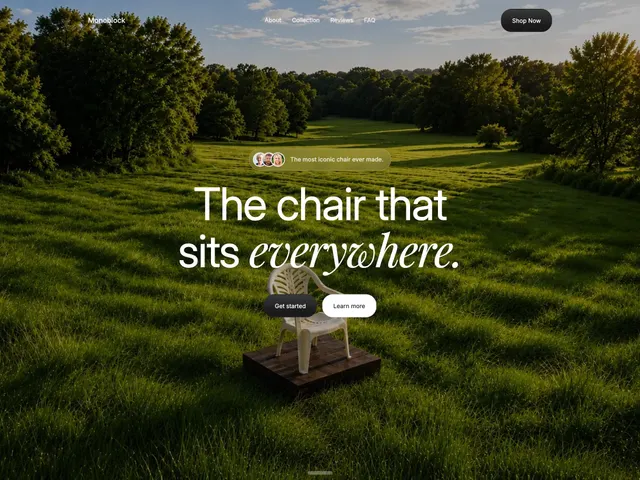 Monoblock
About
Collection
Reviews
FAQ
Shop Now
The most iconic chair ever made.
The chair that
sits everywhere.
Get started
Learn more